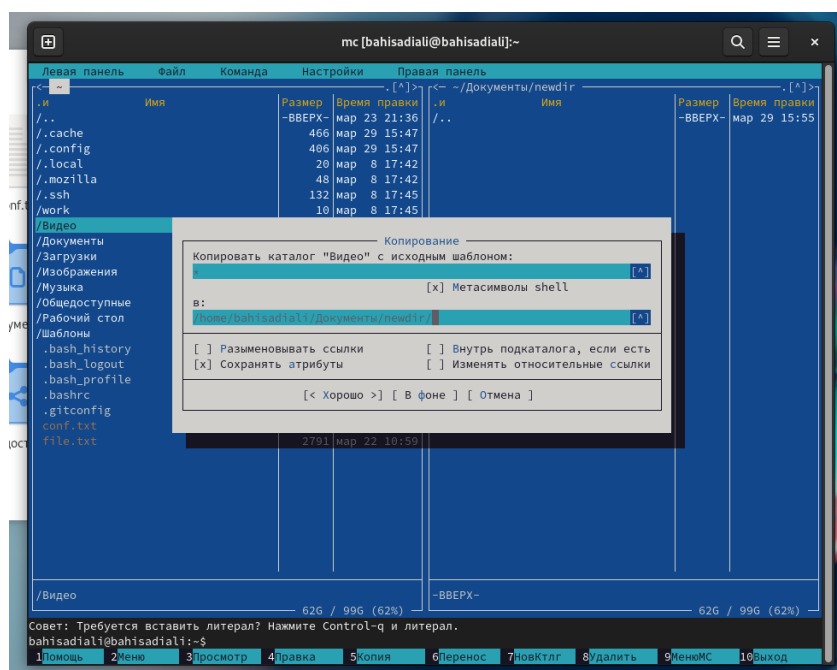 mc [bahisadiali@bahisadiali]:~
Левая панель Файл Команда Настройки Правая панель
<- ~ .[^]> <- ~/Документы/newdir .[^]>
.и Имя Размер Время правки .и Имя Размер Время правки
/.. -ВВЕРХ- мар 23 21:36 /.. -ВВЕРХ- мар 29 15:55
/.cache 466 мар 29 15:47
/.config 406 мар 29 15:47
/.local 20 мар 8 17:42
/.mozilla 48 мар 8 17:42
/.ssh 132 мар 8 17:45
/work 10 мар 8 17:45
/Видео
/Документы
/Загрузки
/Изображения
/Музыка
/Общедоступные
/Рабочий стол
/Шаблоны
.bash_history
.bash_logout
.bash_profile
.bashrc
.gitconfig
conf.txt
file.txt 2791 мар 22 10:59
Копирование
Копировать каталог "Видео" с исходным шаблоном:
* [^]
[x] Метасимволы shell
в:
/home/bahisadiali/Документы/newdir/ [^]
[ ] Разыменовывать ссылки [ ] Внутрь подкаталога, если есть
[x] Сохранять атрибуты [ ] Изменять относительные ссылки
[< Хорошо >] [ В фоне ] [ Отмена ]
/Видео -ВВЕРХ-
62G / 99G (62%) 62G / 99G (62%)
Совет: Требуется вставить литерал? Нажмите Control-q и литерал.
bahisadiali@bahisadiali:~$
1Помощь 2Меню 3Просмотр 4Правка 5Копия 6Перенос 7НовКтлг 8Удалить 9МенюМС 10Выход